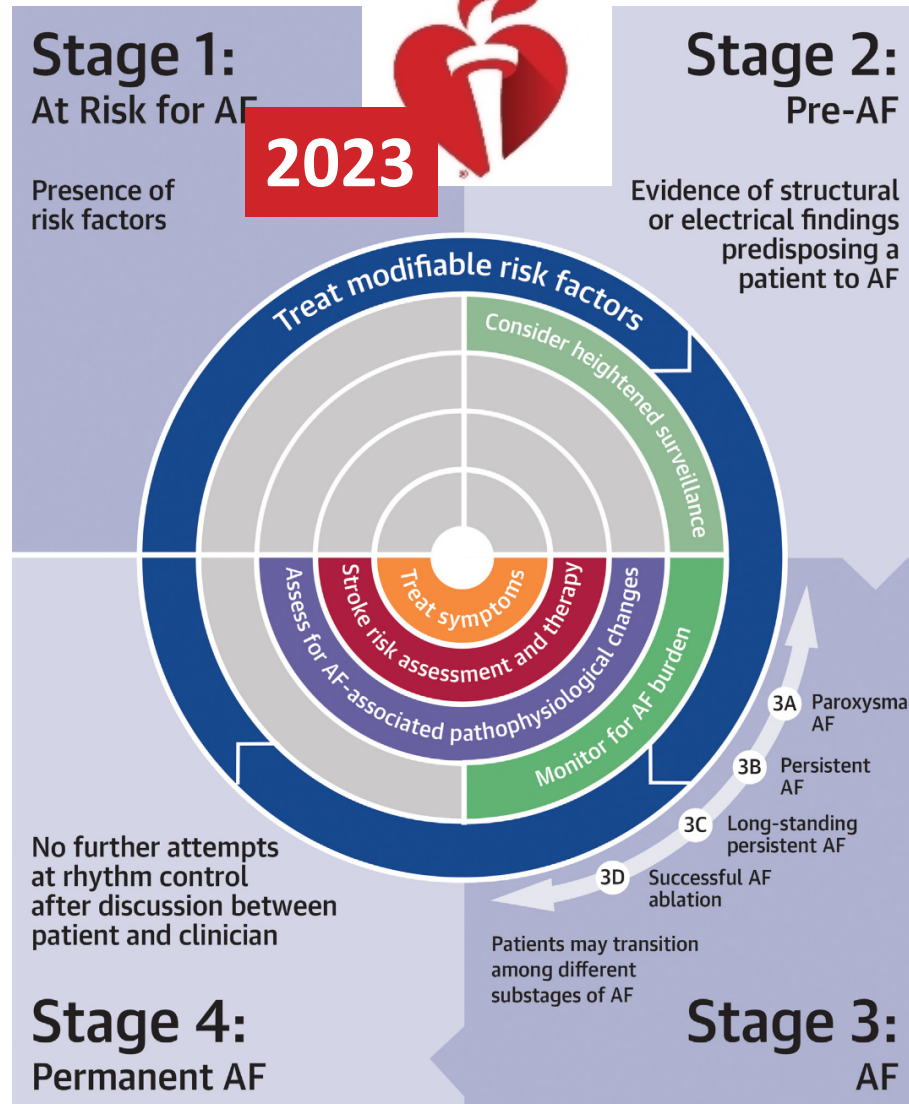 Stage 1:
At Risk for AF
Presence of
risk factors
2023
®
Stage 2:
Pre-AF
Evidence of structural
or electrical findings
predisposing a
patient to AF
Treat modifiable risk factors
Consider heightened surveillance
Treat symptoms
Stroke risk assessment and therapy
Assess for AF-associated pathophysiological changes
Monitor for AF burden
3A Paroxysma
AF
3B Persistent
AF
3C Long-standing
persistent AF
3D Successful AF
ablation
Patients may transition
among different
substages of AF
Stage 3:
AF
No further attempts
at rhythm control
after discussion between
patient and clinician
Stage 4:
Permanent AF